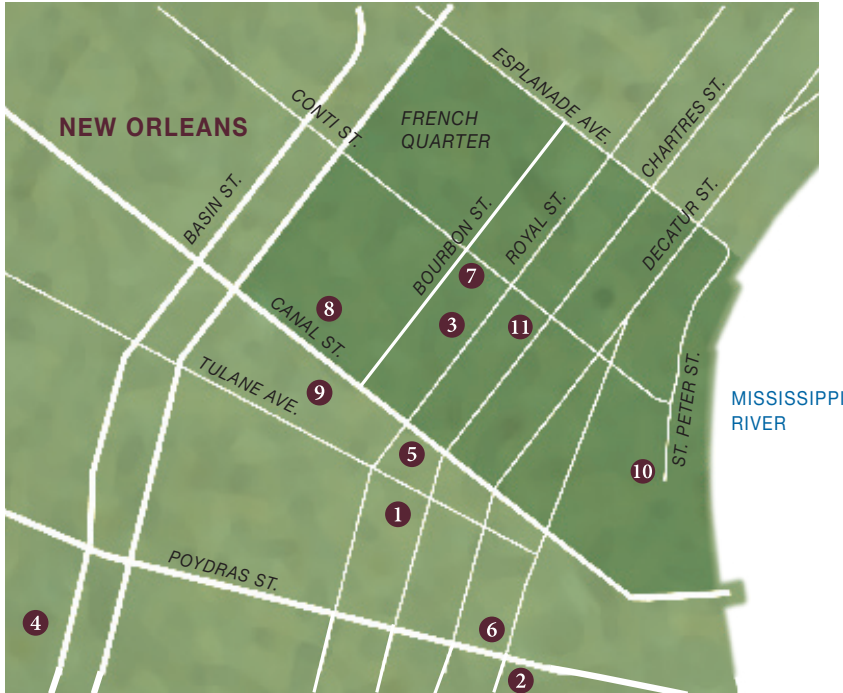 NEW ORLEANS
CONTI ST.
FRENCH
QUARTER
ESPLANADE AVE.
CHARTRES ST.
BASIN ST.
BOURBON ST.
ROYAL ST.
DECATUR ST.
7
8
CANAL ST.
3
11
TULANE AVE.
9
ST. PETER ST.
MISSISSIPPI
RIVER
5
10
1
POYDRAS ST.
4
6
2